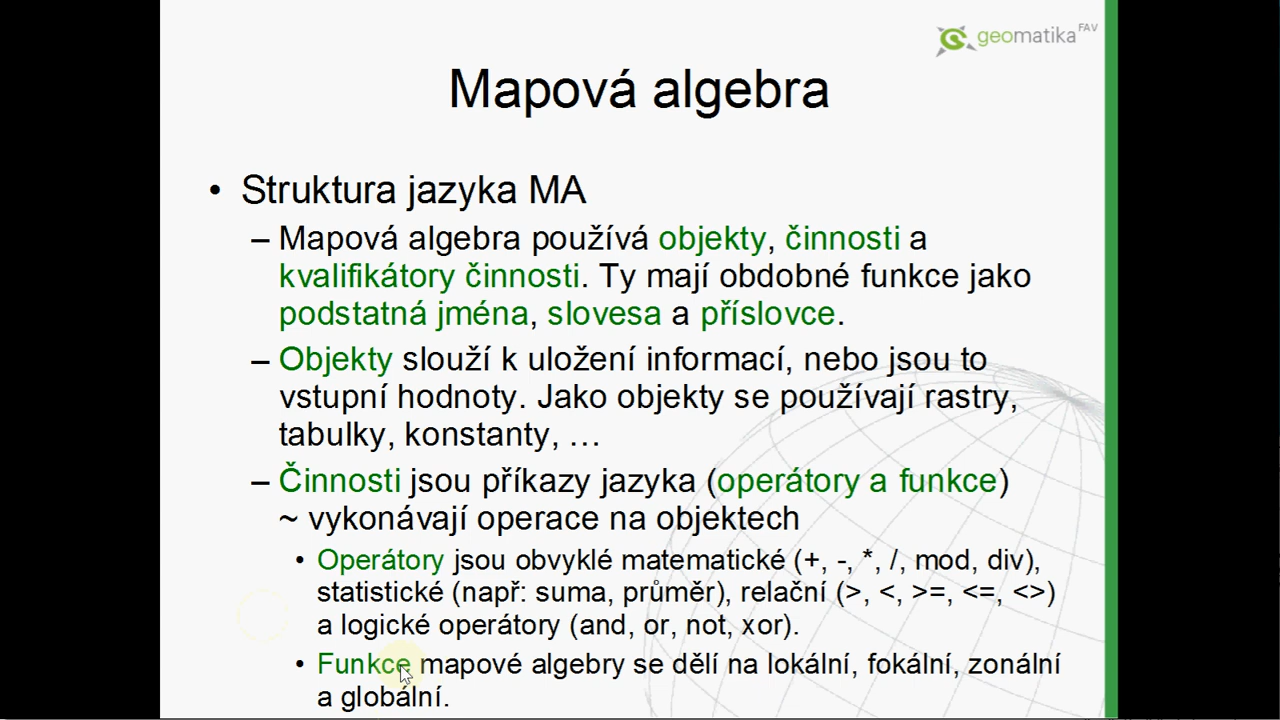 geomatika FAV
Mapová algebra
• Struktura jazyka MA
– Mapová algebra používá objekty, činnosti a
kvalifikátory činnosti. Ty mají obdobné funkce jako
podstatná jména, slovesa a příslovce.
– Objekty slouží k uložení informací, nebo jsou to
vstupní hodnoty. Jako objekty se používají rastry,
tabulky, konstanty, …
– Činnosti jsou příkazy jazyka (operátory a funkce)
~ vykonávají operace na objektech
• Operátory jsou obvyklé matematické (+, -, *, /, mod, div),
statistické (např: suma, průměr), relační (>, <, >=, <=, <>)
a logické operátory (and, or, not, xor).
• Funkce mapové algebry se dělí na lokální, fokální, zonální
a globální.